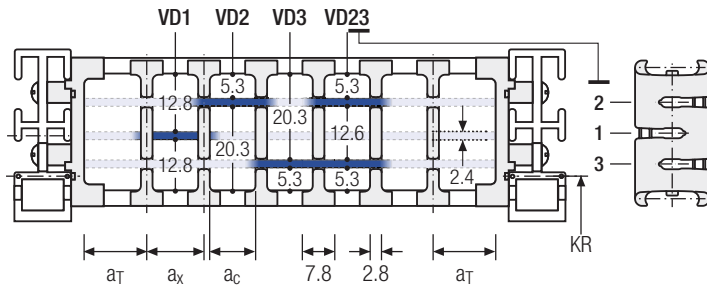 VD1 VD2 VD3 VD23
5.3 5.3
12.8 20.3 2
12.6 1
12.8 20.3 2.4 3
5.3 5.3
KR
aT aX aC 7.8 2.8 aT